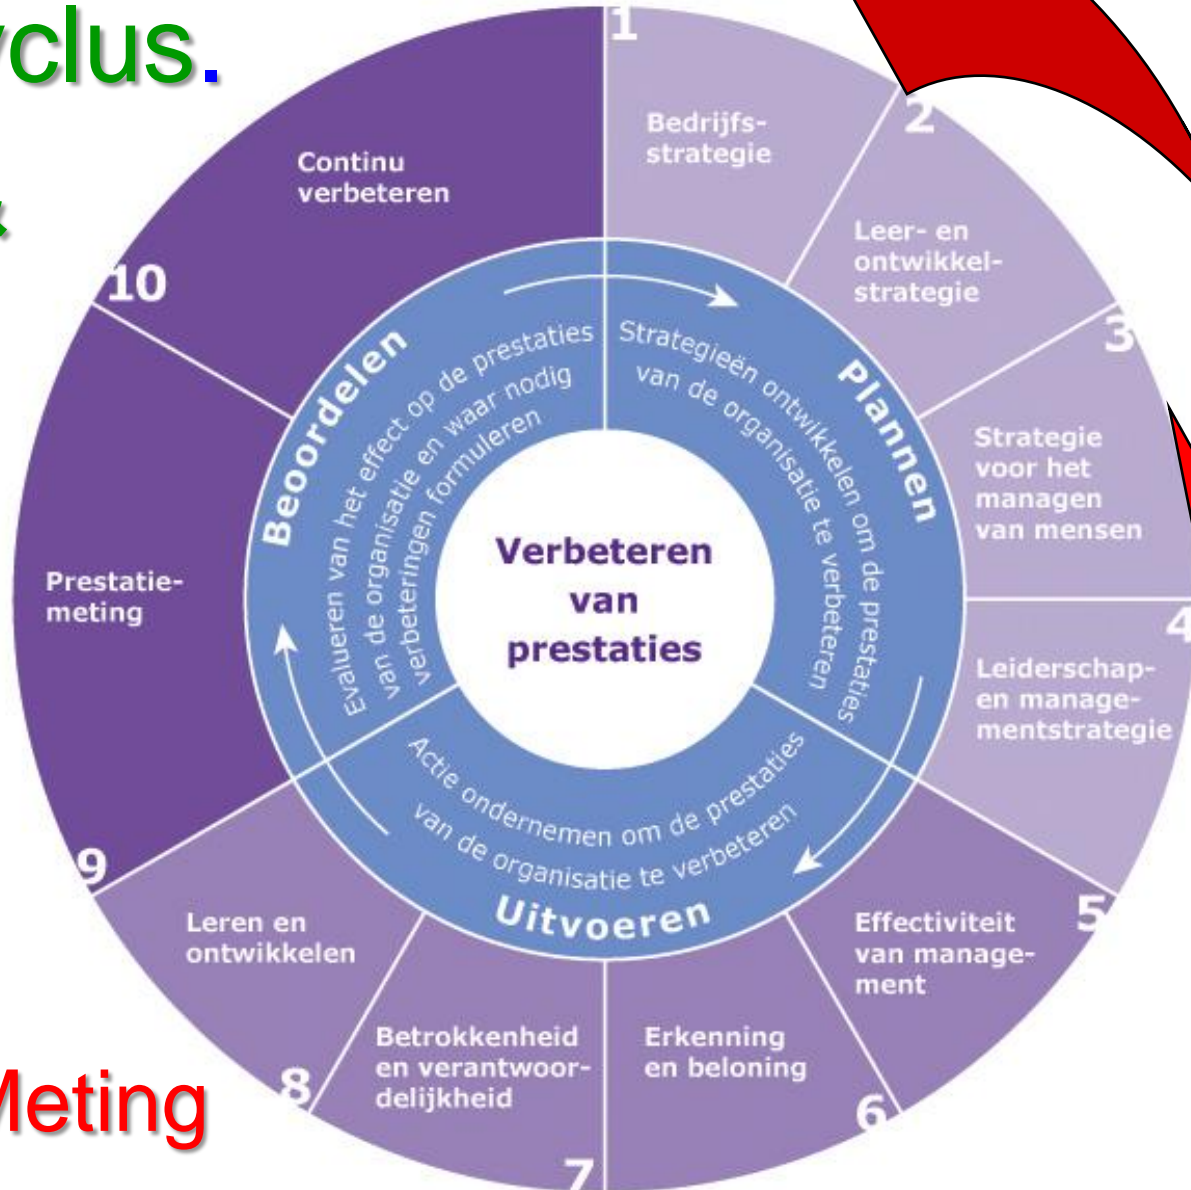 yclus.
&
Meting
1
Bedrijfs-
strategie
2
Leer- en
ontwikkel-
strategie
3
Strategie
voor het
managen
van mensen
4
Leiderschap-
en manage-
mentstrategie
5
Effectiviteit
van manage-
ment
6
Erkenning
en beloning
7
Betrokkenheid
en verantwoor-
delijkheid
8
Leren en
ontwikkelen
9
Prestatie-
meting
10
Continu
verbeteren
Plannen
Strategieën ontwikkelen om de prestaties
van de organisatie te verbeteren
Uitvoeren
Actie ondernemen om de prestaties
van de organisatie te verbeteren
Beoordelen
Evalueren van het effect op de prestaties
van de organisatie en waar nodig
verbeteringen formuleren
Verbeteren
van
prestaties